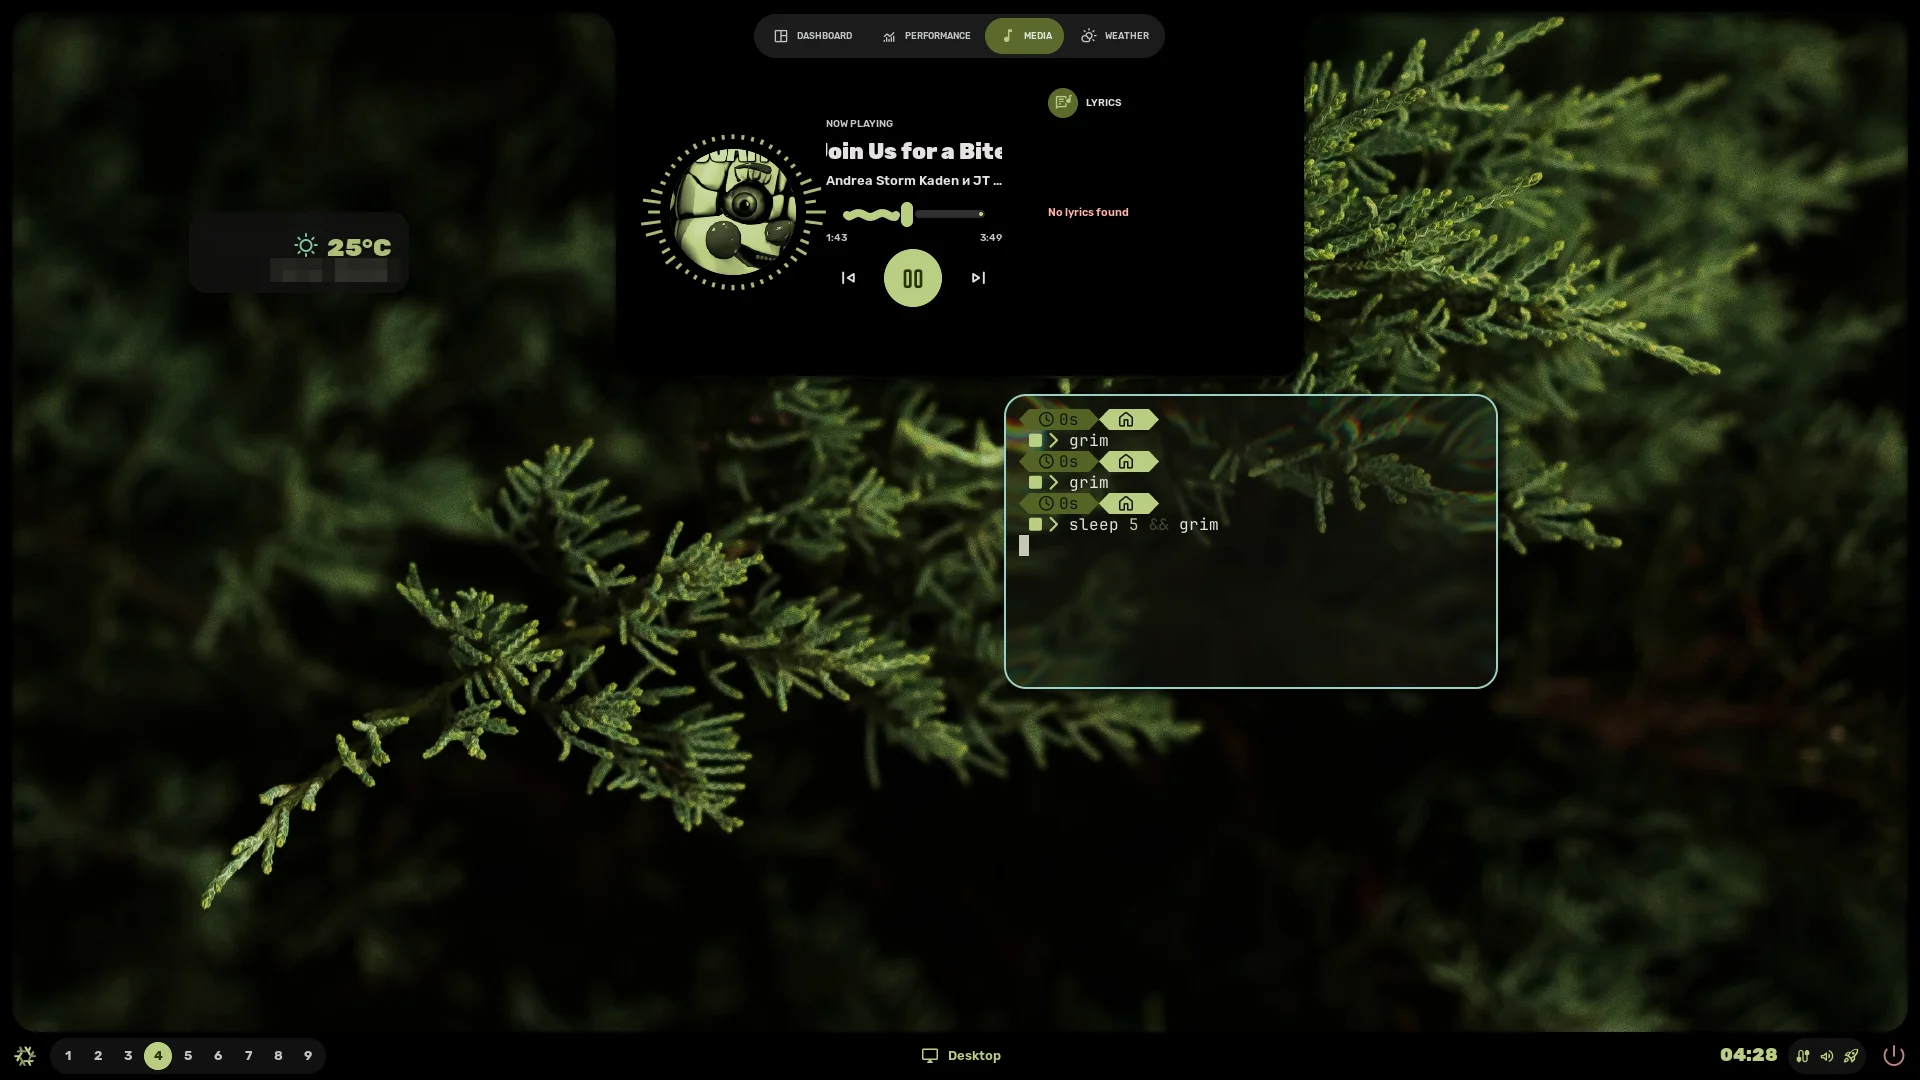 DASHBOARD
PERFORMANCE
MEDIA
WEATHER
NOW PLAYING
oin Us for a Bite
Andrea Storm Kaden и JT ...
1:43
3:49
LYRICS
No lyrics found
25°C
0s
grim
0s
grim
0s
sleep 5 && grim
1 2 3 4 5 6 7 8 9
Desktop
04:28